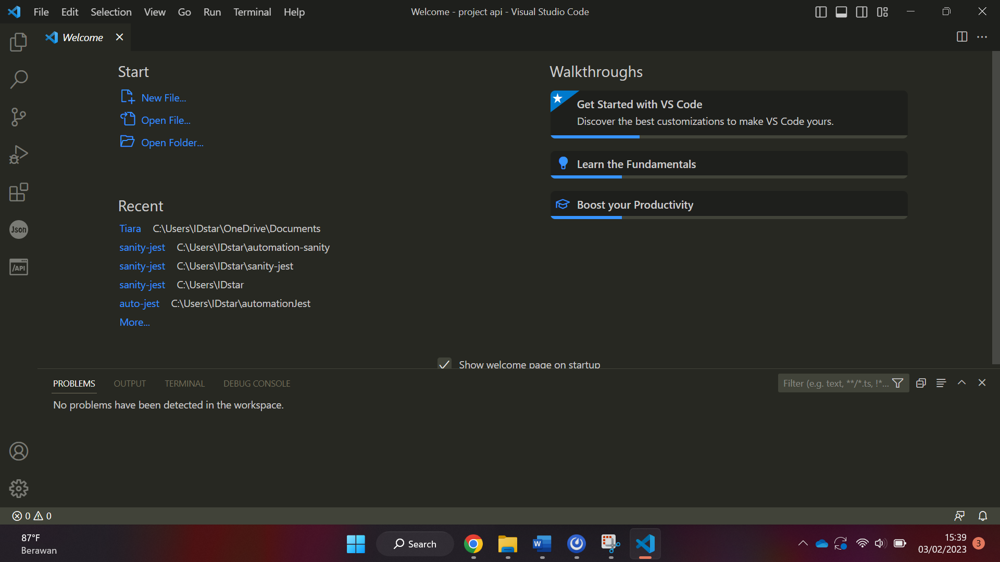 File Edit Selection View Go Run Terminal Help
Welcome - project api - Visual Studio Code
Welcome
Start
New File...
Open File...
Open Folder...
Recent
Tiara C:\Users\IDstar\OneDrive\Documents
sanity-jest C:\Users\IDstar\automation-sanity
sanity-jest C:\Users\IDstar\sanity-jest
sanity-jest C:\Users\IDstar
auto-jest C:\Users\IDstar\automationJest
More...
Walkthroughs
Get Started with VS Code
Discover the best customizations to make VS Code yours.
Learn the Fundamentals
Boost your Productivity
Json
/API
Show welcome page on startup
PROBLEMS OUTPUT TERMINAL DEBUG CONSOLE
Filter (e.g. text, **/*.ts, !*...
No problems have been detected in the workspace.
0 0
87°F
Berawan
Search
W
15:39
03/02/2023
3